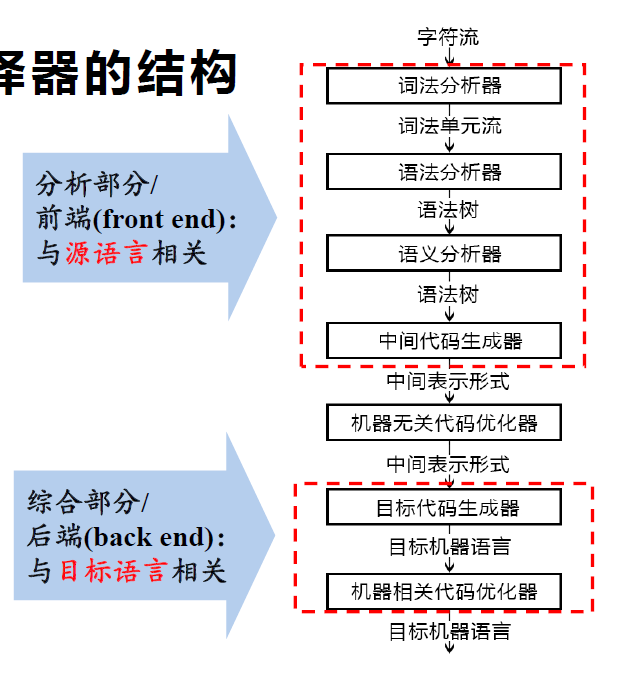 译器的结构
分析部分/
前端(front end):
与源语言相关
综合部分/
后端(back end):
与目标语言相关
字符流
词法分析器
词法单元流
语法分析器
语法树
语义分析器
语法树
中间代码生成器
中间表示形式
机器无关代码优化器
中间表示形式
目标代码生成器
目标机器语言
机器相关代码优化器
目标机器语言